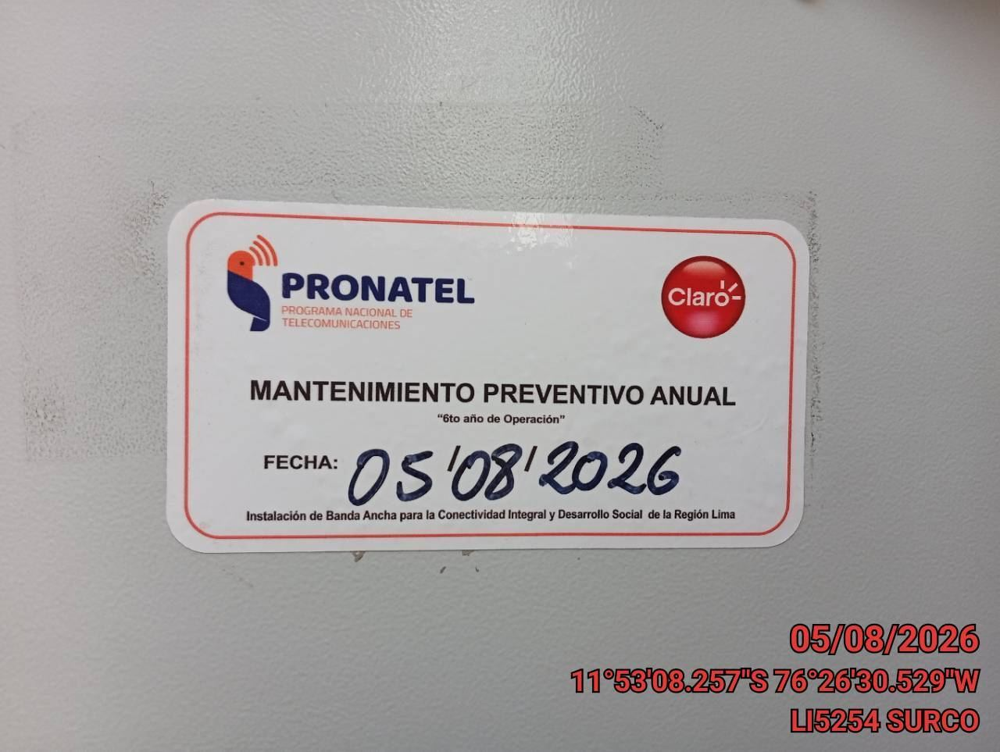 PRONATEL
PROGRAMA NACIONAL DE
TELECOMUNICACIONES
Claro
MANTENIMIENTO PREVENTIVO ANUAL
“6to año de Operación”
FECHA: 05/08/2026
Instalación de Banda Ancha para la Conectividad Integral y Desarrollo Social de la Región Lima
05/08/2026
11°53'08.257"S 76°26'30.529"W
LI5254 SURCO